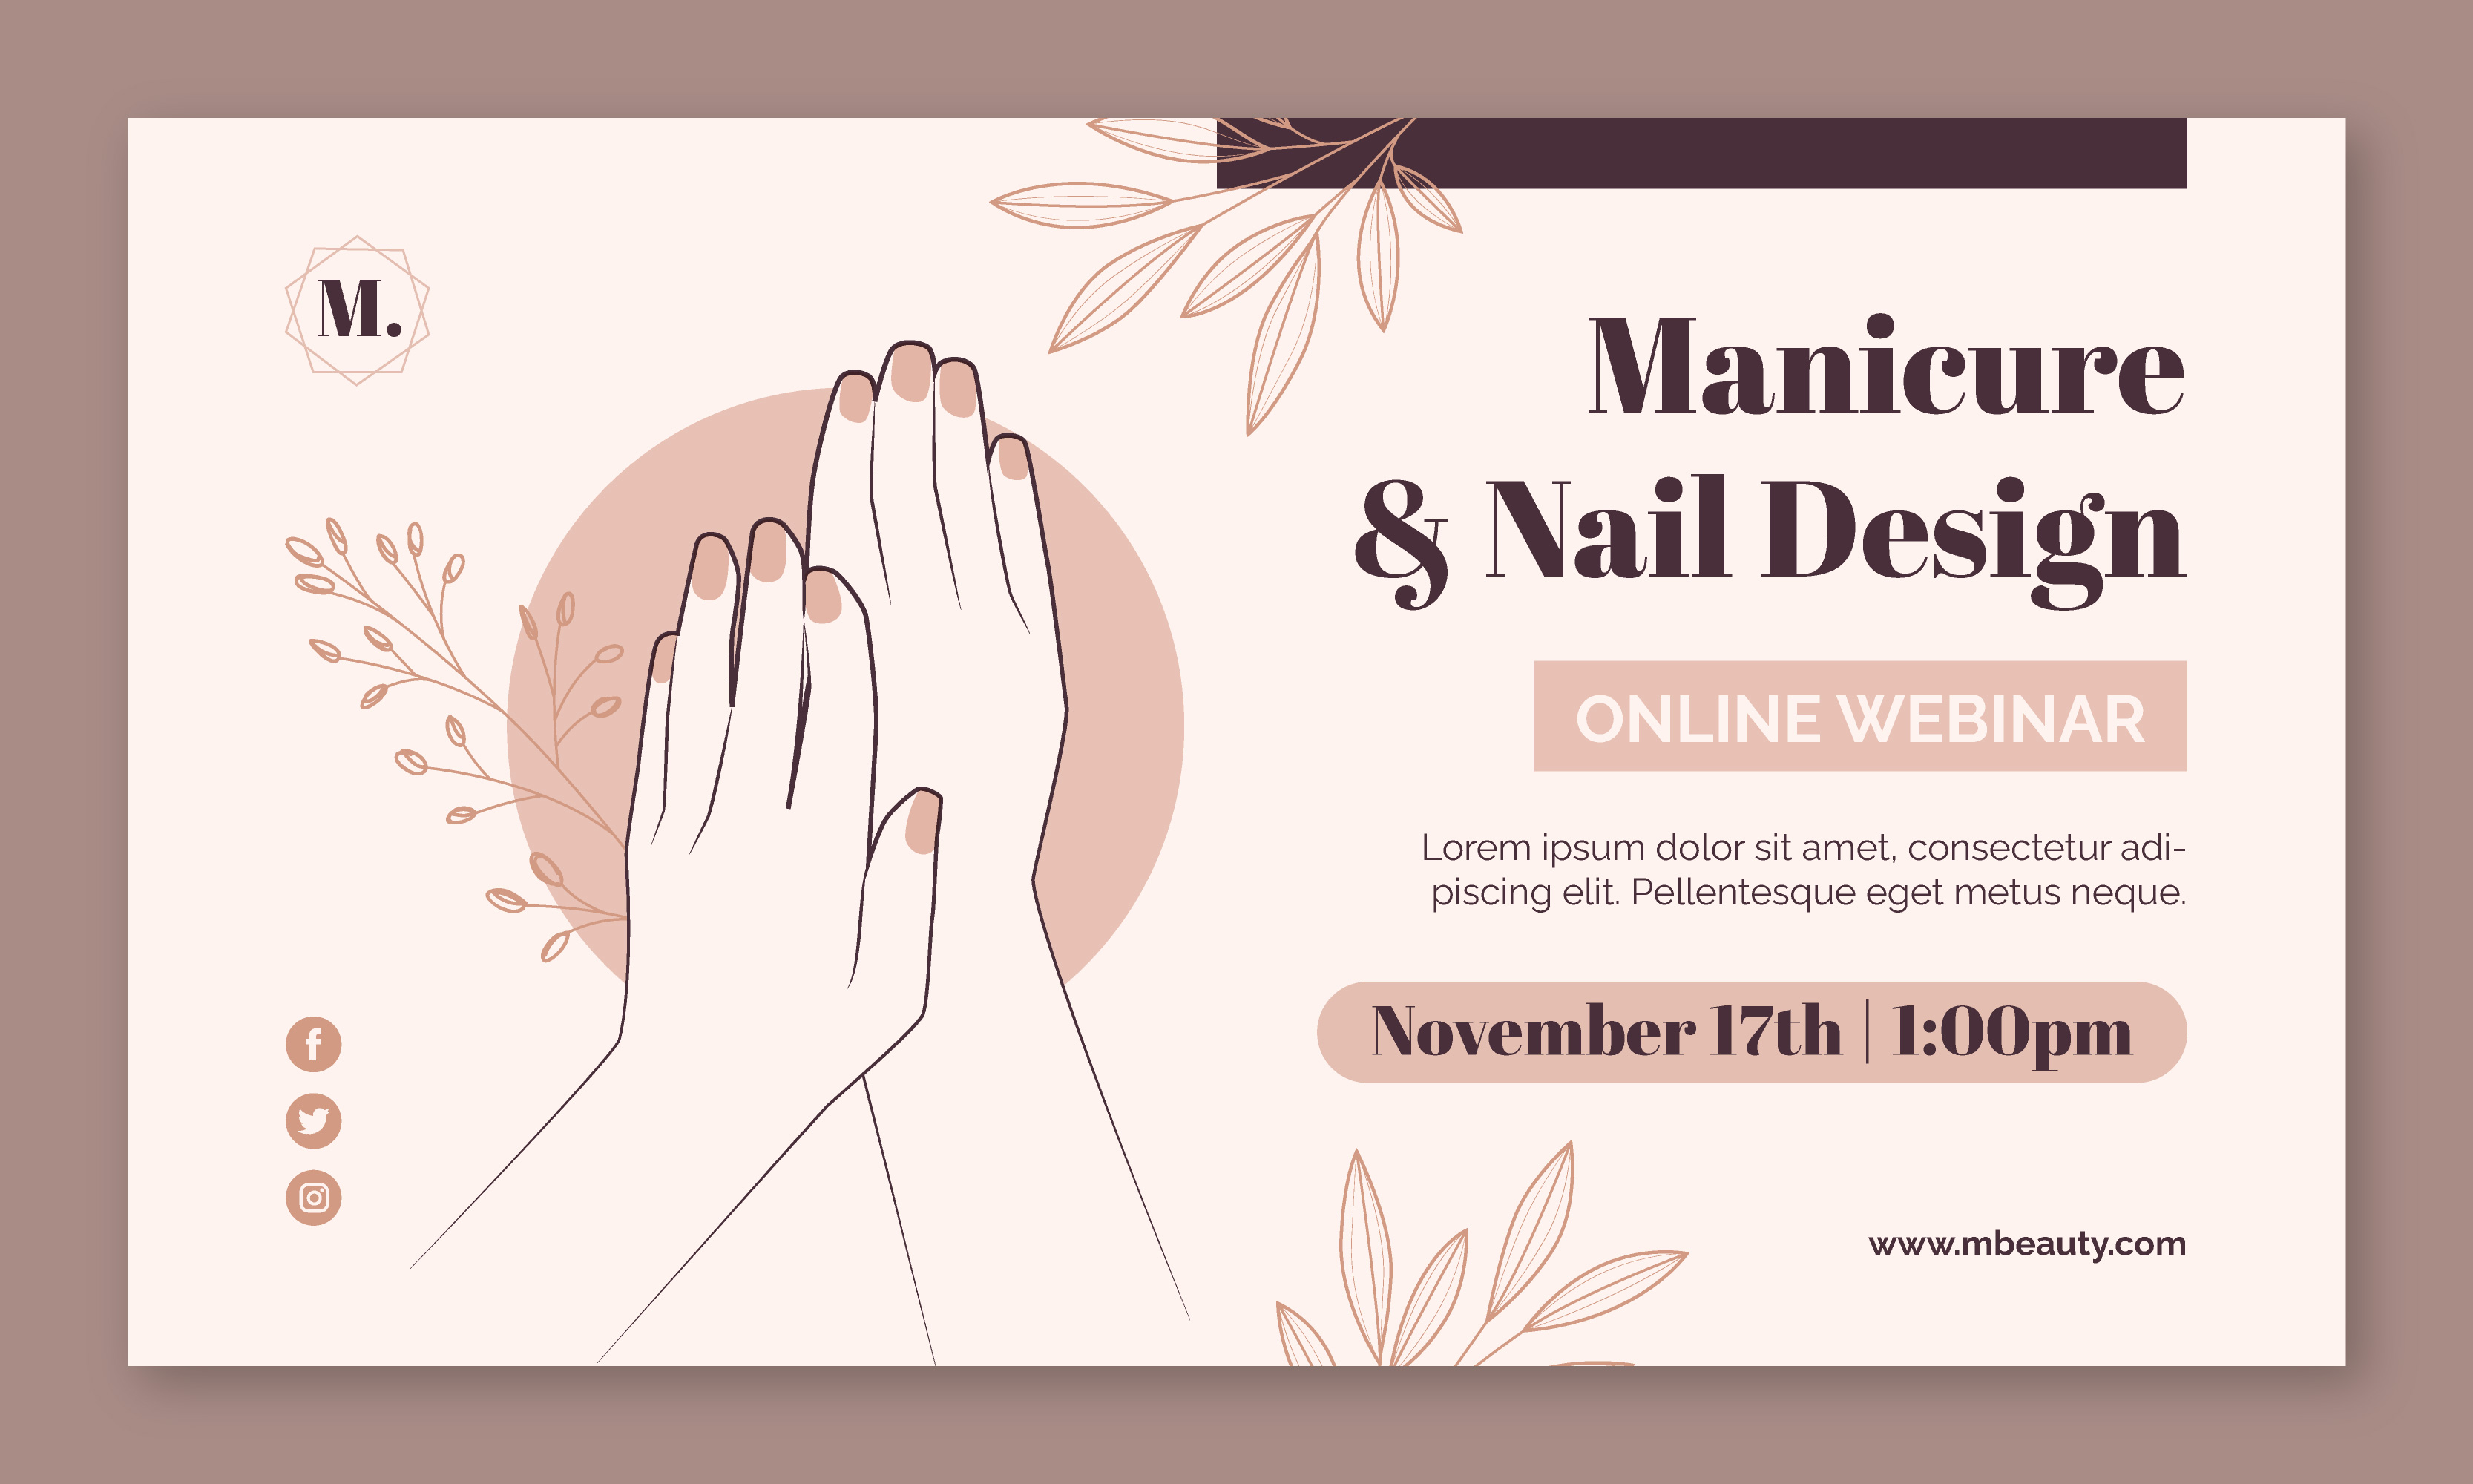 M.
Manicure
& Nail Design
ONLINE WEBINAR
Lorem ipsum dolor sit amet, consectetur adi-
piscing elit. Pellentesque eget metus neque.
November 17th | 1:00pm
www.mbeauty.com